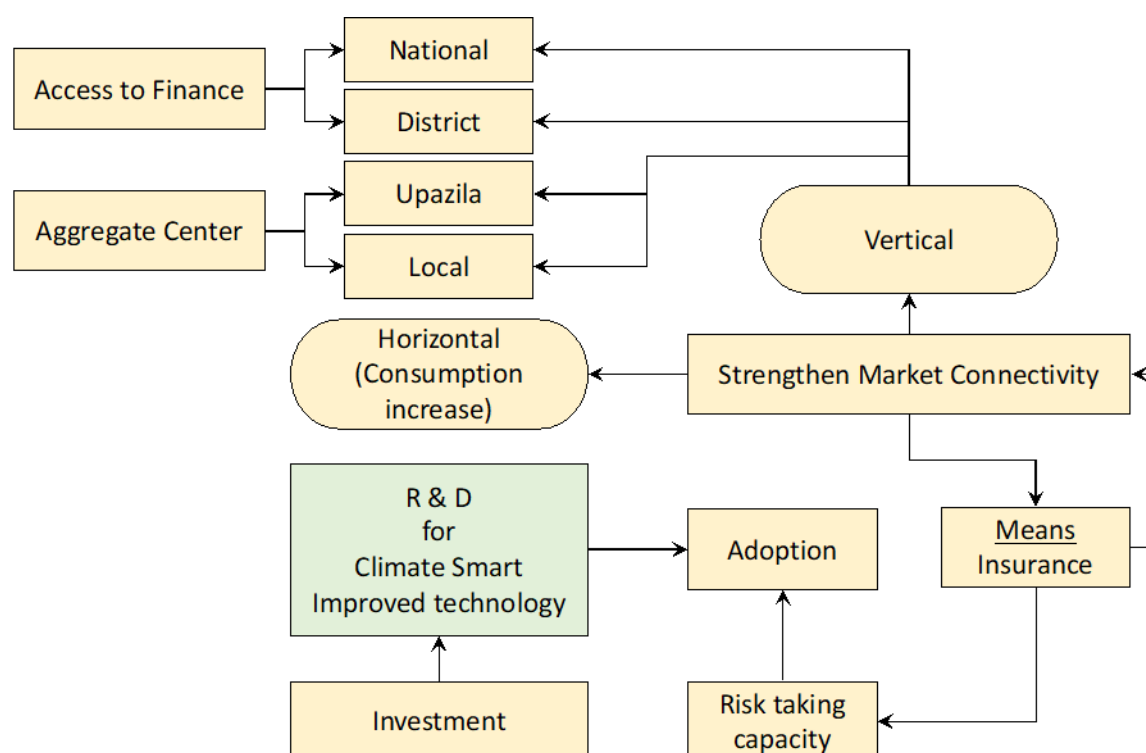 National
Access to Finance
District
Upazila
Aggregate Center
Local
Vertical
Horizontal
(Consumption
increase)
Strengthen Market Connectivity
R & D
for
Climate Smart
Improved technology
Adoption
Means
Insurance
Investment
Risk taking
capacity